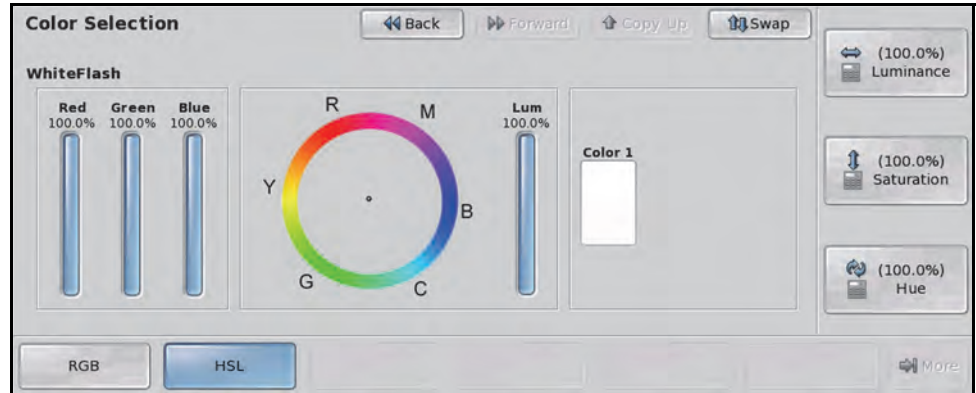 Color Selection
Back
Forward
Copy Up
Swap
WhiteFlash
Red Green Blue
100.0% 100.0% 100.0%
R
M
Y
B
G
C
Lum
100.0%
Color 1
(100.0%)
Luminance
(100.0%)
Saturation
(100.0%)
Hue
RGB
HSL
More